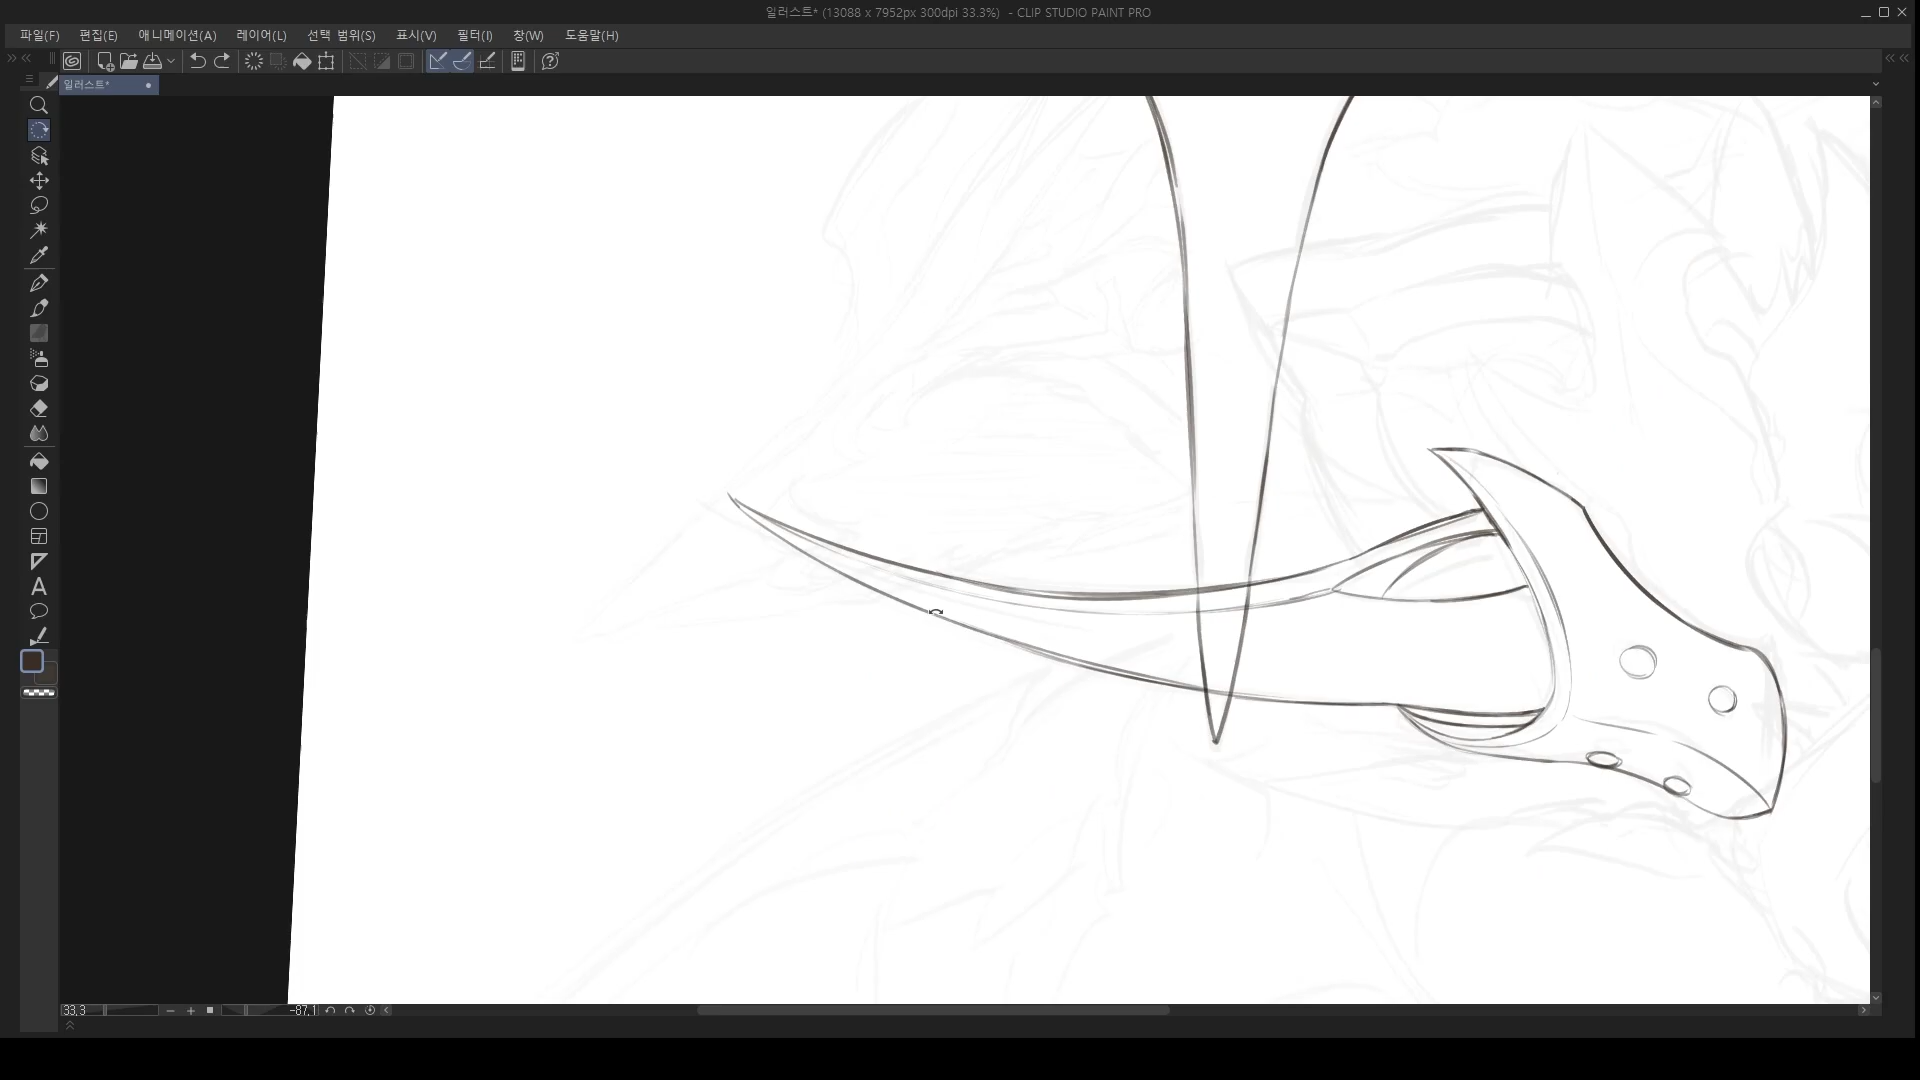 일러스트* (13088 x 7952px 300dpi 33.3%) - CLIP STUDIO PAINT PRO
파일(F) 편집(E) 애니메이션(A) 레이어(L) 선택 범위(S) 표시(V) 필터(I) 창(W) 도움말(H)
일러스트*
33.3
-87.1